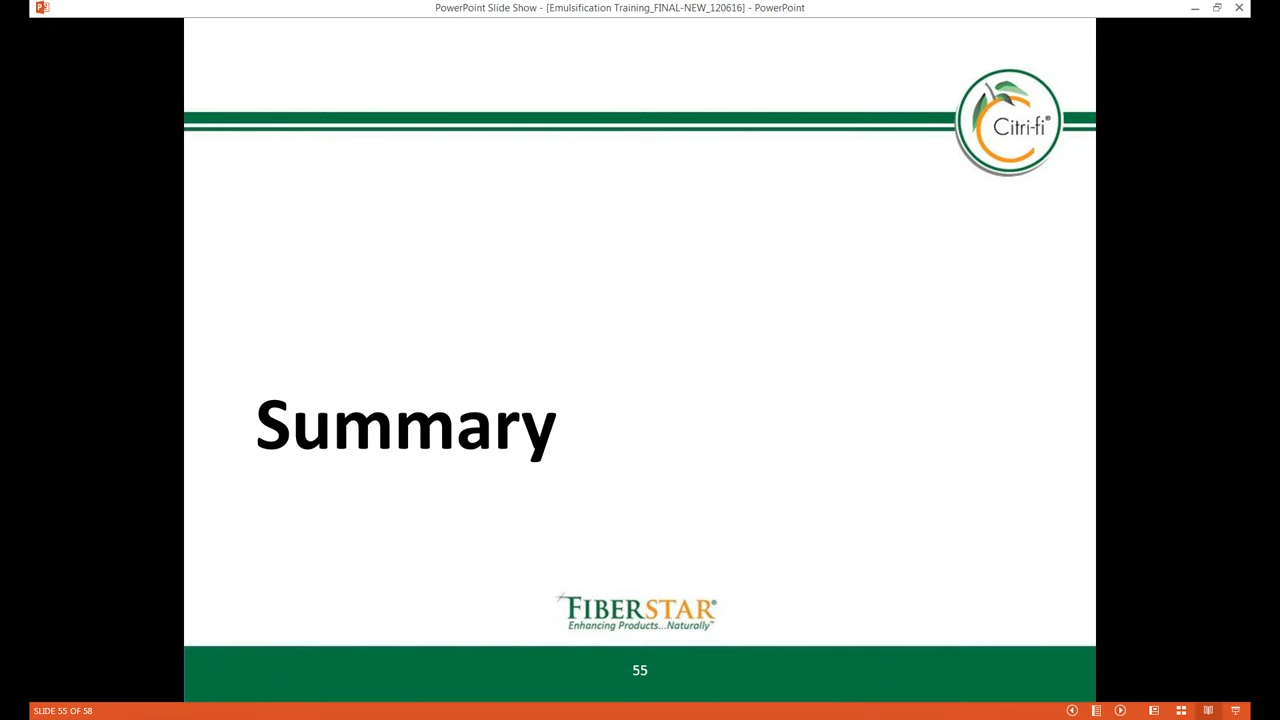 PowerPoint Slide Show - [Emulsification Training_FINAL-NEW_120616] - PowerPoint
Citri-fi®
Summary
FIBERSTAR®
Enhancing Products...Naturally™
55
SLIDE 55 OF 58